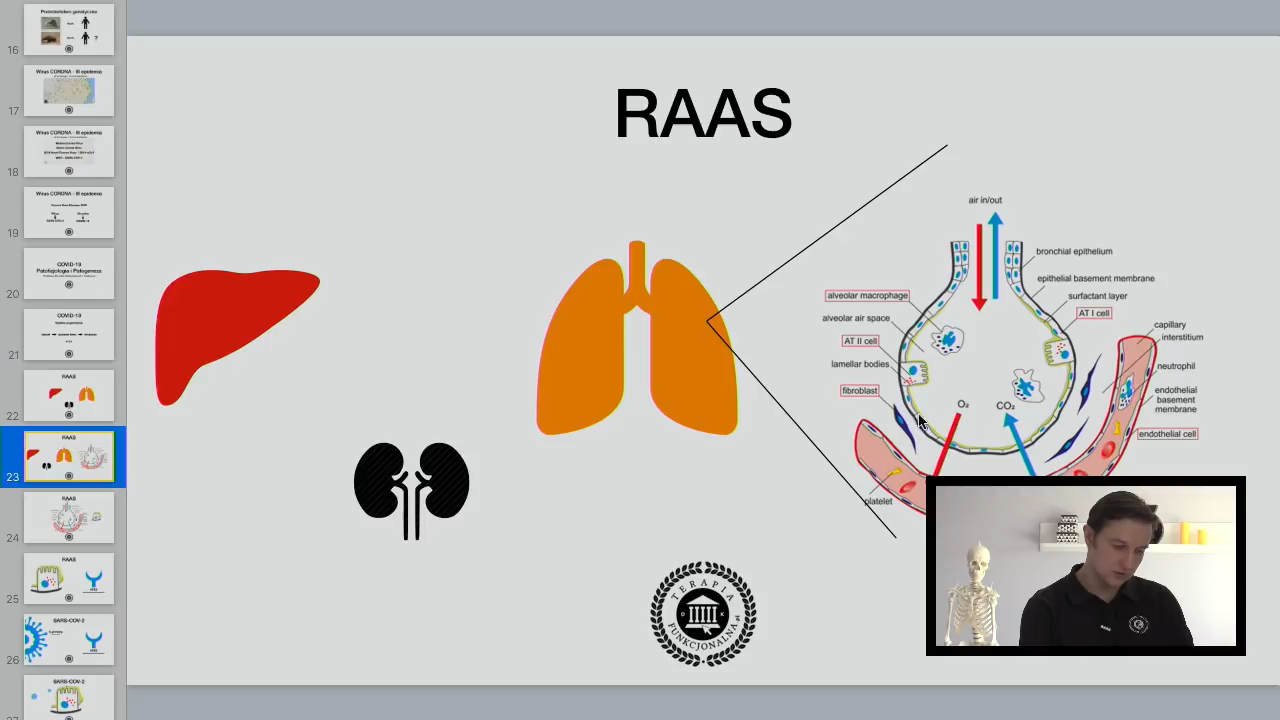 RAAS
air in/out
bronchial epithelium
epithelial basement membrane
surfactant layer
alveolar macrophage
AT I cell
alveolar air space
capillary
interstitium
AT II cell
lamellar bodies
neutrophil
fibroblast
endothelial
basement
membrane
O₂
CO₂
endothelial cell
platelet
TERAPIA
D K
FUNKCJONALNA.pl
16
17
Wirus CORONA - III epidemia
18
Wirus CORONA - III epidemia
19
Wirus CORONA - III epidemia
20
COVID-19
Patofizjologia i Patogeneza
21
COVID-19
22
RAAS
23
RAAS
24
RAAS
25
RAAS
26
SARS-COV-2
SARS-COV-2